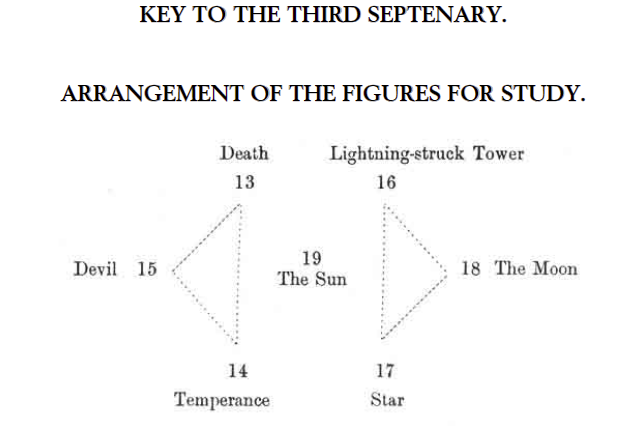 KEY TO THE THIRD SEPTENARY.
ARRANGEMENT OF THE FIGURES FOR STUDY.
Death Lightning-struck Tower
13 16
19
Devil 15 18 The Moon
The Sun
14 17
Temperance Star